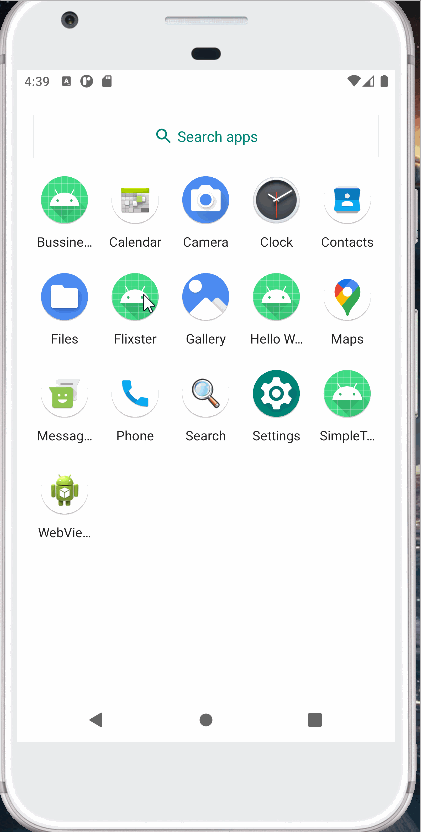 4:39
Search apps
Bussine...
Calendar
Camera
Clock
Contacts
Files
Flixster
Gallery
Hello W...
Maps
Messag...
Phone
Search
Settings
SimpleT...
WebVie...